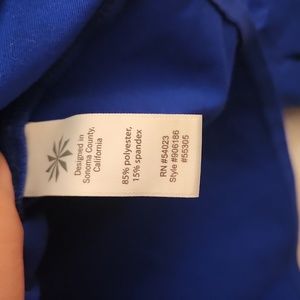 Designed in
Sonoma County,
California
85% polyester,
15% spandex
RN #54023
Style #906186
#55305